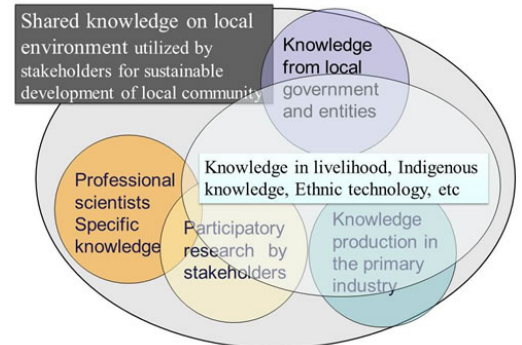 Shared knowledge on local
environment utilized by
stakeholders for sustainable
development of local community
Knowledge
from local
government
and entities
Knowledge in livelihood, Indigenous
knowledge, Ethnic technology, etc
Professional
scientists
Specific
knowledge
Participatory
research by
stakeholders
Knowledge
production in
the primary
industry